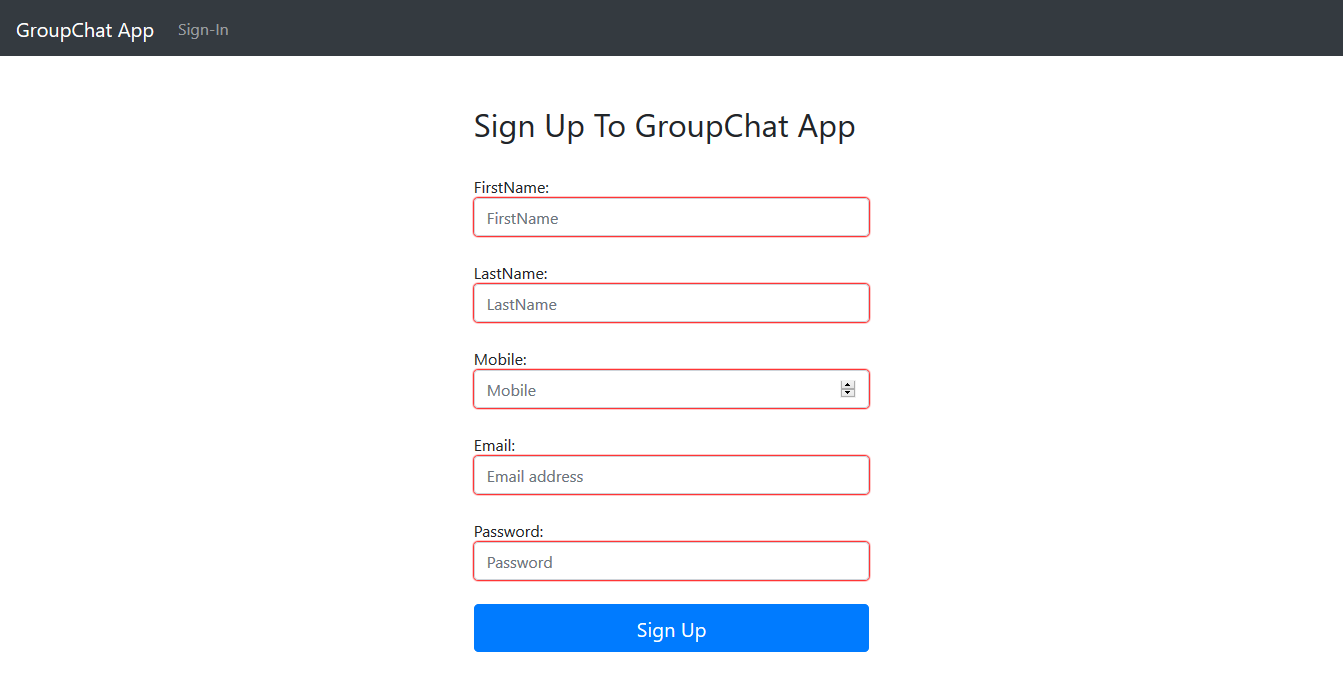 GroupChat App Sign-In
Sign Up To GroupChat App
FirstName:
FirstName
LastName:
LastName
Mobile:
Mobile
Email:
Email address
Password:
Password
Sign Up